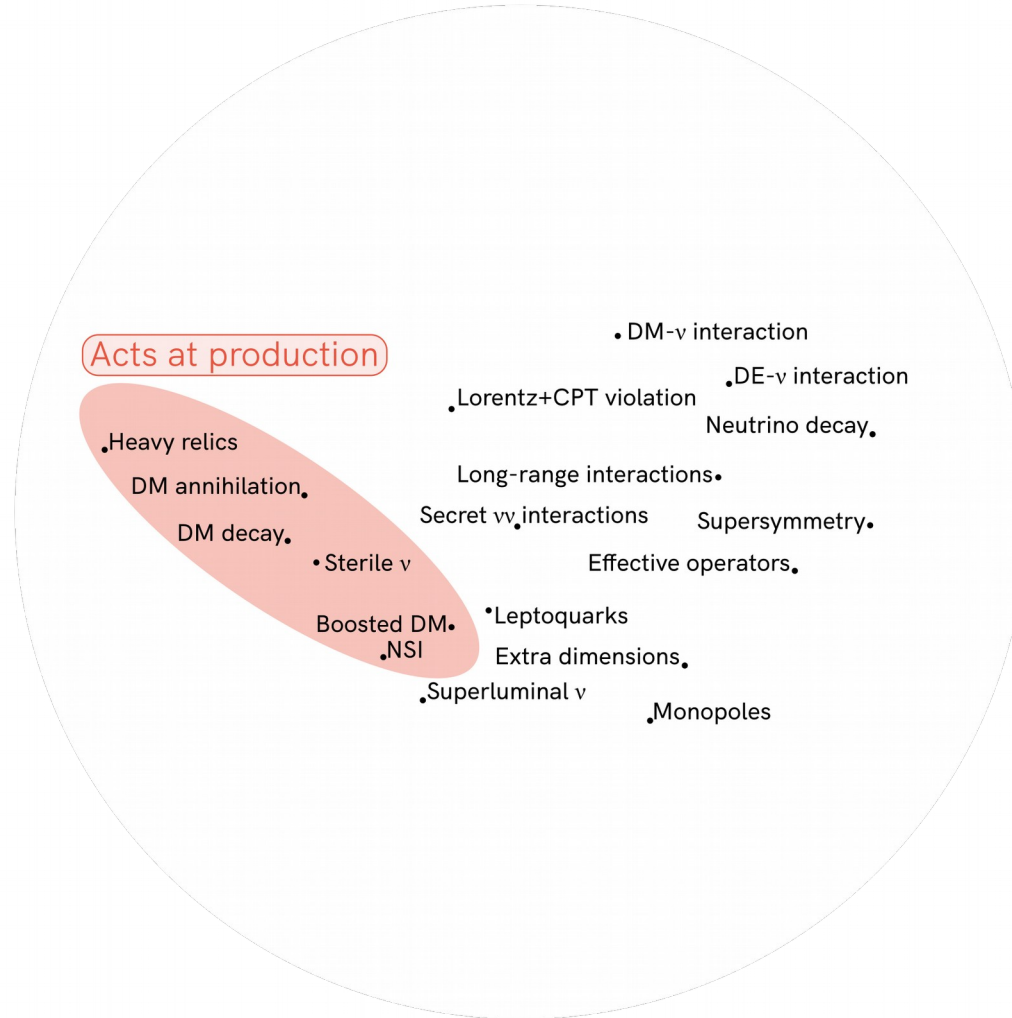 DM-ν interaction
Acts at production
DE-ν interaction
Lorentz+CPT violation
Neutrino decay
Heavy relics
Long-range interactions
DM annihilation
Secret νν interactions
Supersymmetry
DM decay
Sterile ν
Effective operators
Boosted DM
Leptoquarks
NSI
Extra dimensions
Superluminal ν
Monopoles